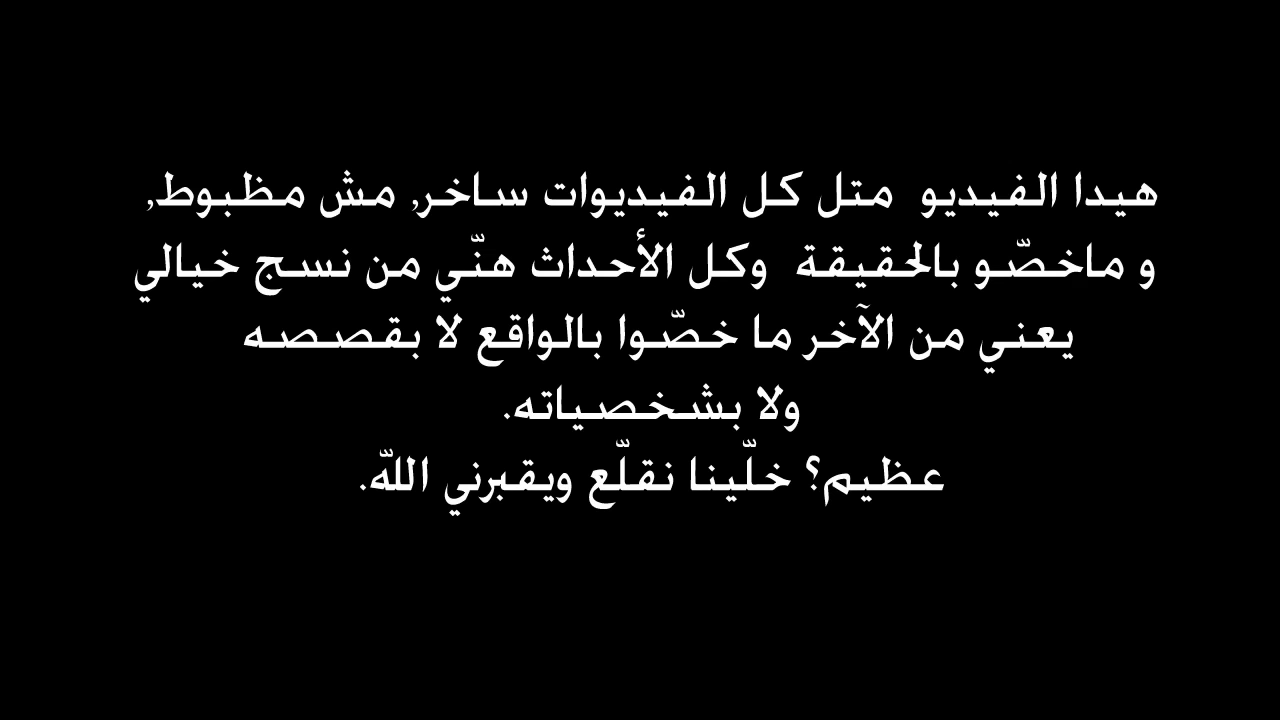 هيدا الفيديو متل كل الفيديوات ساخر, مش مظبوط,
و ماخصّو بالحقيقة وكل الأحداث هنّي من نسج خيالي
يعني من الآخر ما خصّوا بالواقع لا بقصصه
ولا بشخصياته.
عظيم؟ خلّينا نقلّع ويقبرني اللّه.